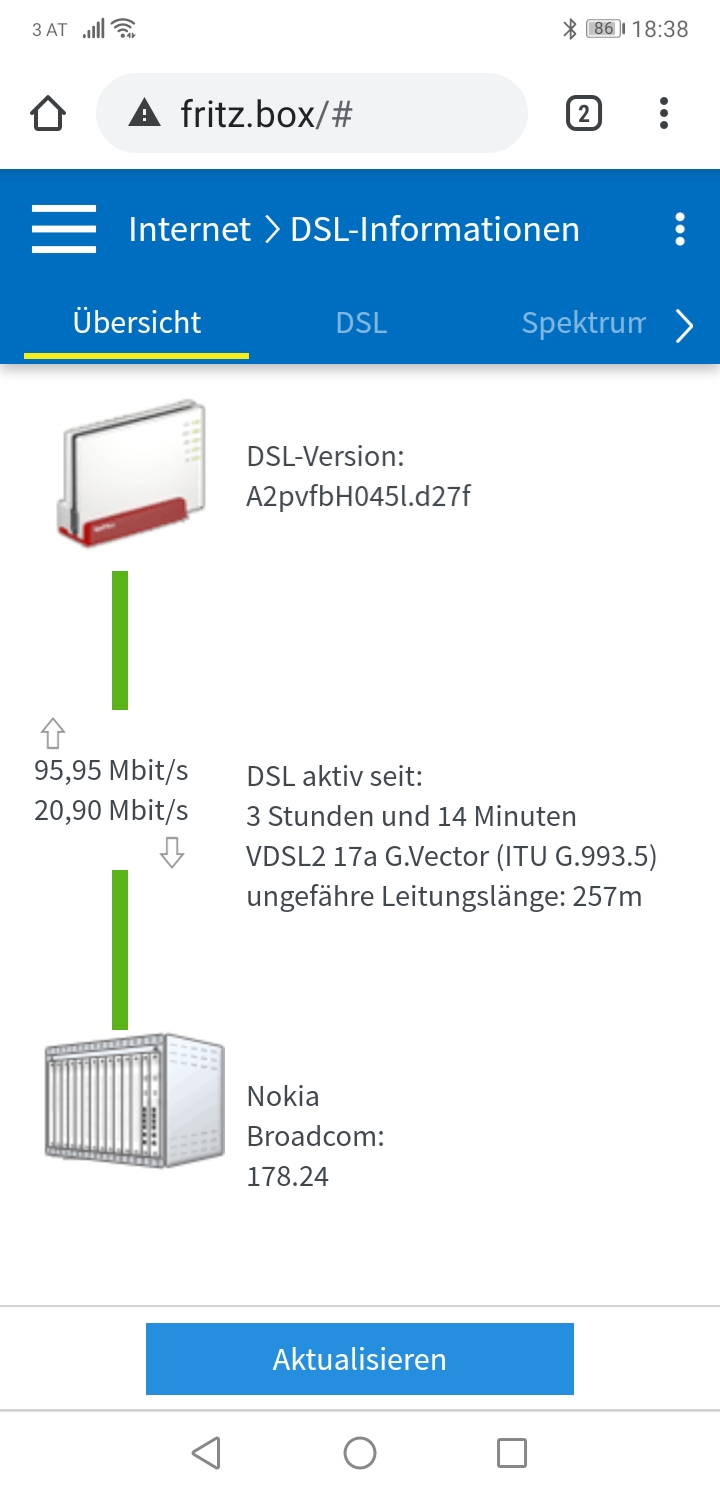 3 AT
86
18:38
fritz.box/#
2
Internet > DSL-Informationen
Übersicht
DSL
Spektrum
DSL-Version:
A2pvfbH045l.d27f
95,95 Mbit/s
20,90 Mbit/s
DSL aktiv seit:
3 Stunden und 14 Minuten
VDSL2 17a G.Vector (ITU G.993.5)
ungefähre Leitungslänge: 257m
Nokia
Broadcom:
178.24
Aktualisieren